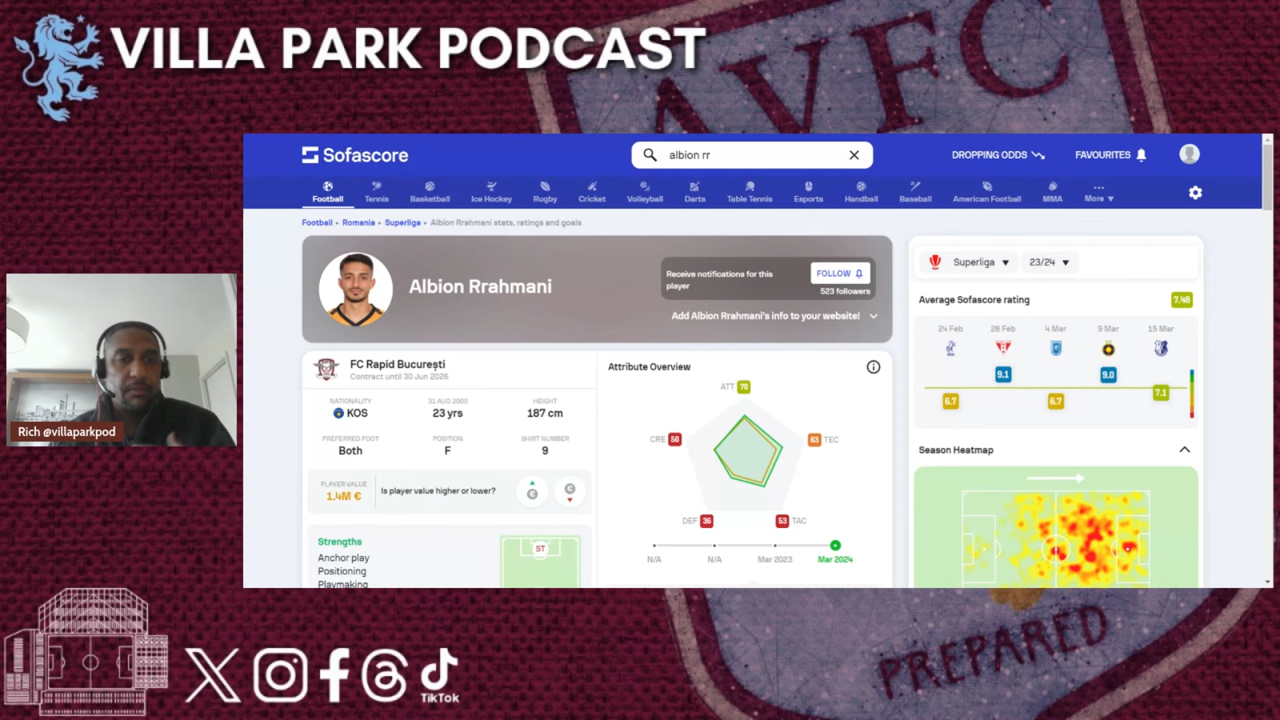 VILLA PARK PODCAST
AVFC
Sofascore
albion rr
DROPPING ODDS
FAVOURITES
Football
Tennis
Basketball
Ice Hockey
Rugby
Cricket
Volleyball
Darts
Table Tennis
Esports
Handball
Baseball
American Football
MMA
More
Football
Romania
Superliga
Albion Rrahmani stats, ratings and goals
Albion Rrahmani
Receive notifications for this
player
FOLLOW
523 followers
Add Albion Rrahmani's info to your website!
Superliga
23/24
Average Sofascore rating
7.46
24 Feb
28 Feb
4 Mar
9 Mar
15 Mar
9.1
9.0
6.7
6.7
7.1
Season Heatmap
FC Rapid București
Contract until 30 Jun 2026
NATIONALITY
KOS
31 AUG 2000
23 yrs
HEIGHT
187 cm
PREFERRED FOOT
Both
POSITION
F
SHIRT NUMBER
9
PLAYER VALUE
1.4M €
Is player value higher or lower?
Strengths
Anchor play
Positioning
Playmaking
ST
Attribute Overview
ATT 70
CRE 50
63 TEC
DEF 36
53 TAC
N/A
N/A
Mar 2023
Mar 2024
Rich @villaparkpod
PREPARED
TikTok